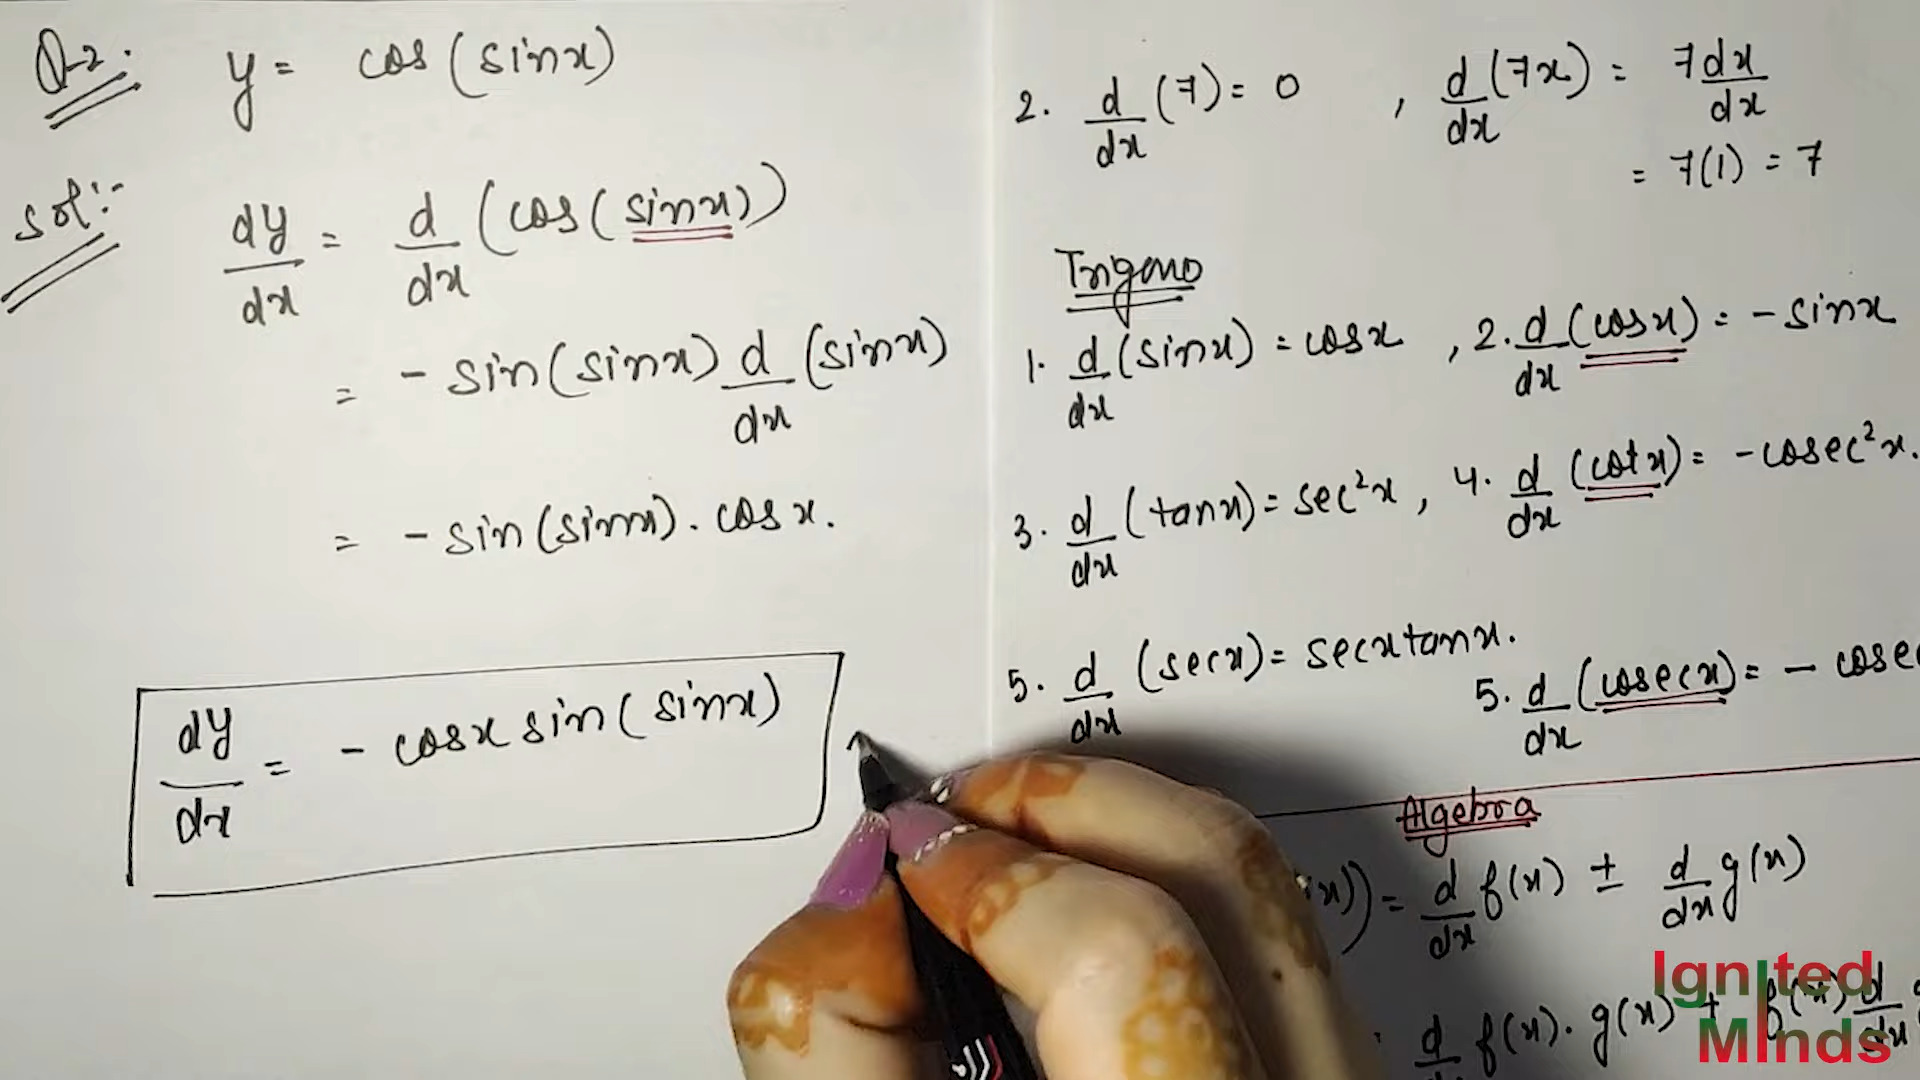 Q-2. y = cos(sinx)
Sol:- dy/dx = d/dx (cos(sinx))
= - sin(sinx) d/dx (sinx)
= - sin(sinx) . cosx.
dy/dx = - cosx sin(sinx)
2. d/dx (7) = 0 , d/dx (7x) = 7dx/dx
= 7(1) = 7
Trigono
1. d/dx (sinx) = cosx , 2. d/dx (cosx) = - sinx
3. d/dx (tanx) = sec²x , 4. d/dx (cotx) = - cosec²x.
5. d/dx (secx) = secxtanx.
5. d/dx (cosecx) = - cosec
Algebra
x)) = d/dx f(x) ± d/dx g(x)
d f(x) . g(x) + f(x) d/dx
Ignited
Minds